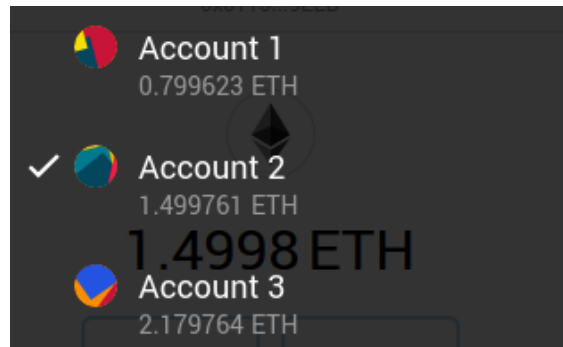 Account 1
0.799623 ETH
Account 2
1.499761 ETH
1.4998 ETH
Account 3
2.179764 ETH